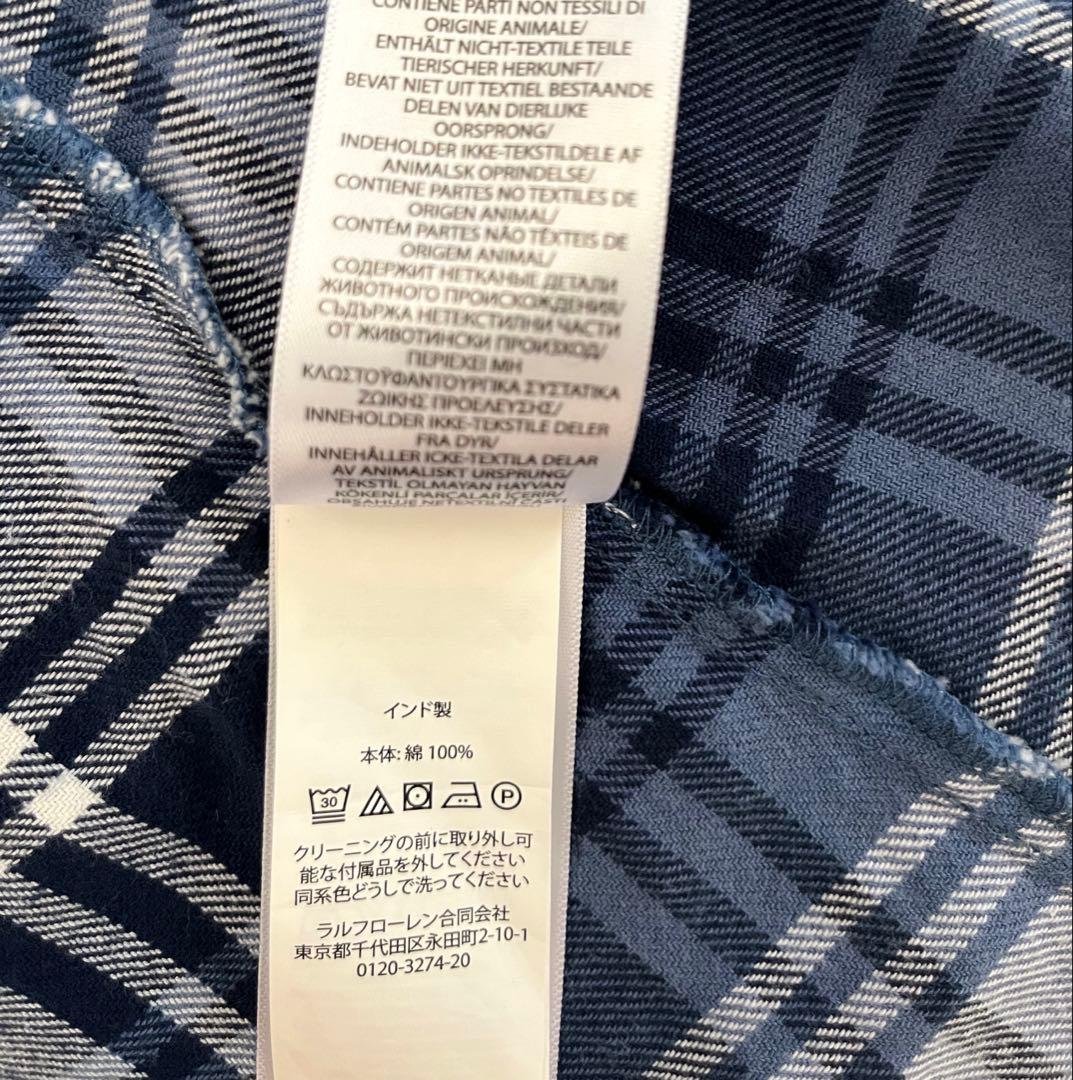 CONTIENE PARTI NON TESSILI DI
ORIGINE ANIMALE/
ENTHÄLT NICHT-TEXTILE TEILE
TIERISCHER HERKUNFT/
BEVAT NIET UIT TEXTIEL BESTAANDE
DELEN VAN DIERLIJKE
OORSPRONG/
INDEHOLDER IKKE-TEKSTILDELE AF
ANIMALSK OPRINDELSE/
CONTIENE PARTES NO TEXTILES DE
ORIGEN ANIMAL/
CONTÉM PARTES NÃO TÊXTEIS DE
ORIGEM ANIMAL/
СОДЕРЖИТ НЕТКАНЫЕ ДЕТАЛИ
ЖИВОТНОГО ПРОИСХОЖДЕНИЯ/
СЪДЪРЖА НЕТЕКСТИЛНИ ЧАСТИ
ОТ ЖИВОТИНСКИ ПРОИЗХОД/
ΠΕΡΙΕΧΕΙ ΜΗ
ΚΛΩΣΤΟΫΦΑΝΤΟΥΡΓΙΚΑ ΣΥΣΤΑΤΙΚΑ
ΖΩΙΚΗΣ ΠΡΟΕΛΕΥΣΗΣ/
INNEHOLDER IKKE-TEKSTILE DELER
FRA DYR/
INNEHÅLLER ICKE-TEXTILA DELAR
AV ANIMALISKT URSPRUNG/
TEKSTİL OLMAYAN HAYVAN
KÖKENLİ PARÇALAR İÇERİR/
OBSAHUJE NETEXTILNÍ ČÁSTI
インド製
本体: 綿 100%
30
P
クリーニングの前に取り外し可
能な付属品を外してください
同系色どうしで洗ってください
ラルフローレン合同会社
東京都千代田区永田町2-10-1
0120-3274-20